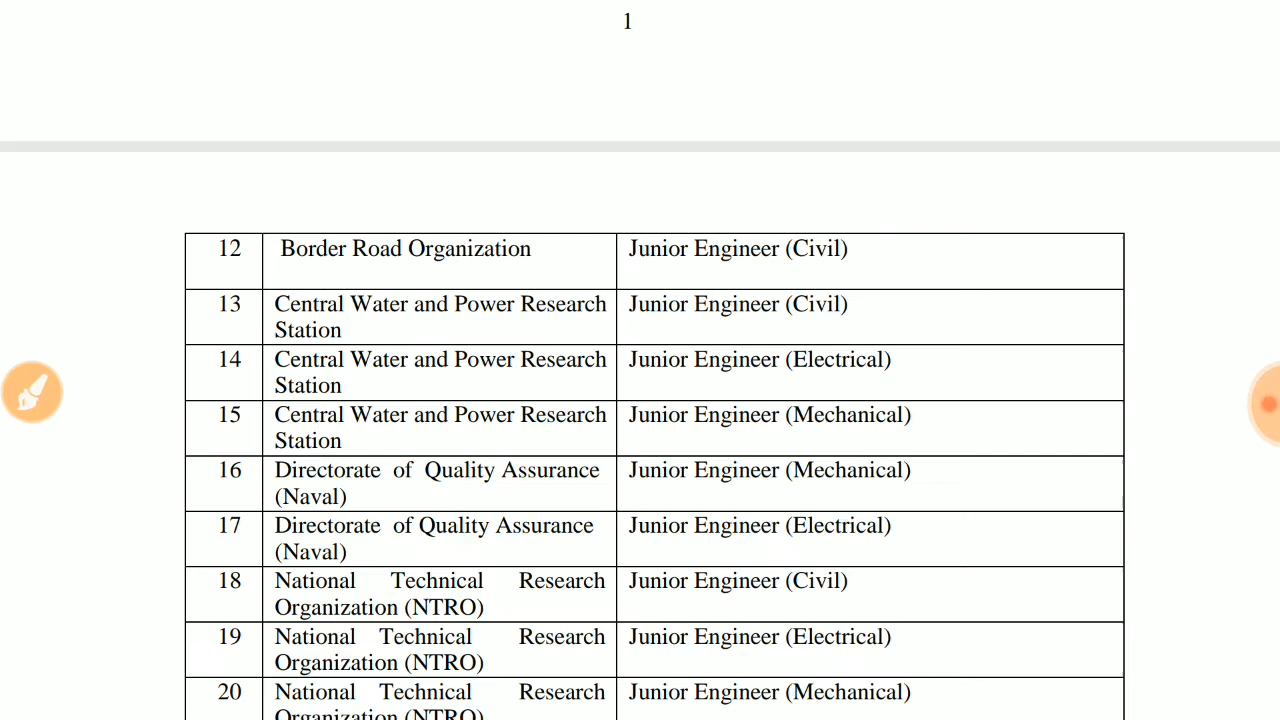 1
12 Border Road Organization Junior Engineer (Civil)
13 Central Water and Power Research Junior Engineer (Civil)
Station
14 Central Water and Power Research Junior Engineer (Electrical)
Station
15 Central Water and Power Research Junior Engineer (Mechanical)
Station
16 Directorate of Quality Assurance Junior Engineer (Mechanical)
(Naval)
17 Directorate of Quality Assurance Junior Engineer (Electrical)
(Naval)
18 National Technical Research Junior Engineer (Civil)
Organization (NTRO)
19 National Technical Research Junior Engineer (Electrical)
Organization (NTRO)
20 National Technical Research Junior Engineer (Mechanical)
Organization (NTRO)